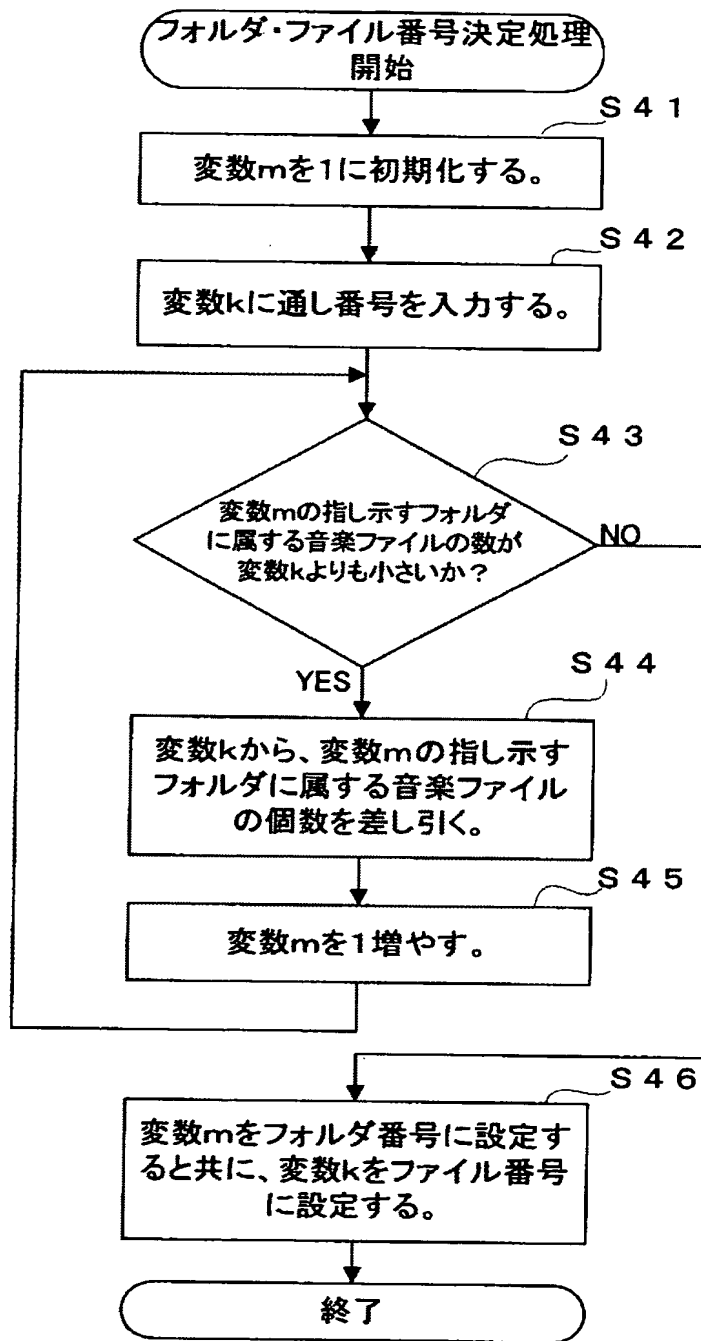 フォルダ・ファイル番号決定処理
開始
S41
変数mを1に初期化する。
S42
変数kに通し番号を入力する。
S43
変数mの指し示すフォルダ
に属する音楽ファイルの数が
変数kよりも小さいか？
NO
YES
S44
変数kから、変数mの指し示す
フォルダに属する音楽ファイル
の個数を差し引く。
S45
変数mを1増やす。
S46
変数mをフォルダ番号に設定す
ると共に、変数kをファイル番号
に設定する。
終了